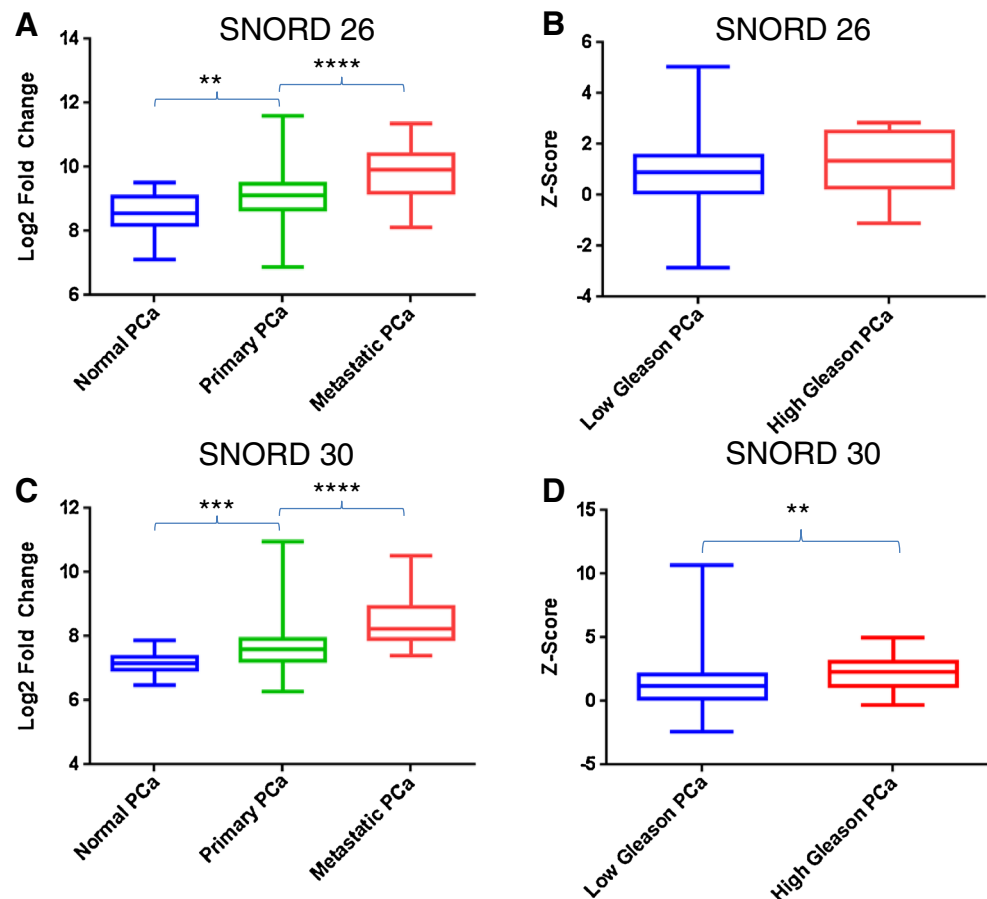 A
SNORD 26
14
12
10
8
6
Log2 Fold Change
**
****
Normal PCa
Primary PCa
Metastatic PCa
B
SNORD 26
6
4
2
0
-2
-4
Z-Score
Low Gleason PCa
High Gleason PCa
C
SNORD 30
12
10
8
6
4
Log2 Fold Change
***
****
Normal PCa
Primary PCa
Metastatic PCa
D
SNORD 30
15
10
5
0
-5
Z-Score
**
Low Gleason PCa
High Gleason PCa